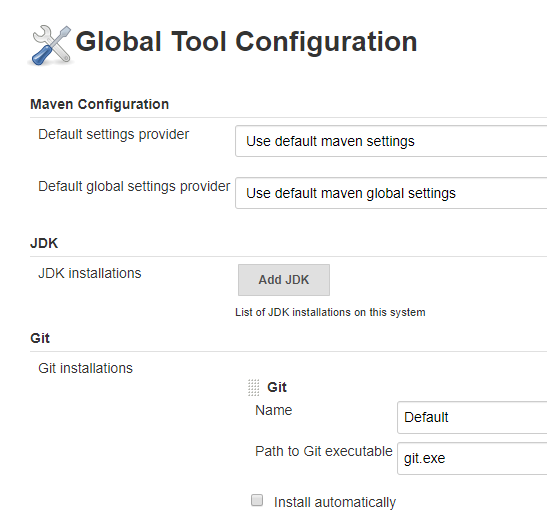 Global Tool Configuration
Maven Configuration
Default settings provider
Use default maven settings
Default global settings provider
Use default maven global settings
JDK
JDK installations
Add JDK
List of JDK installations on this system
Git
Git installations
Git
Name
Default
Path to Git executable
git.exe
Install automatically